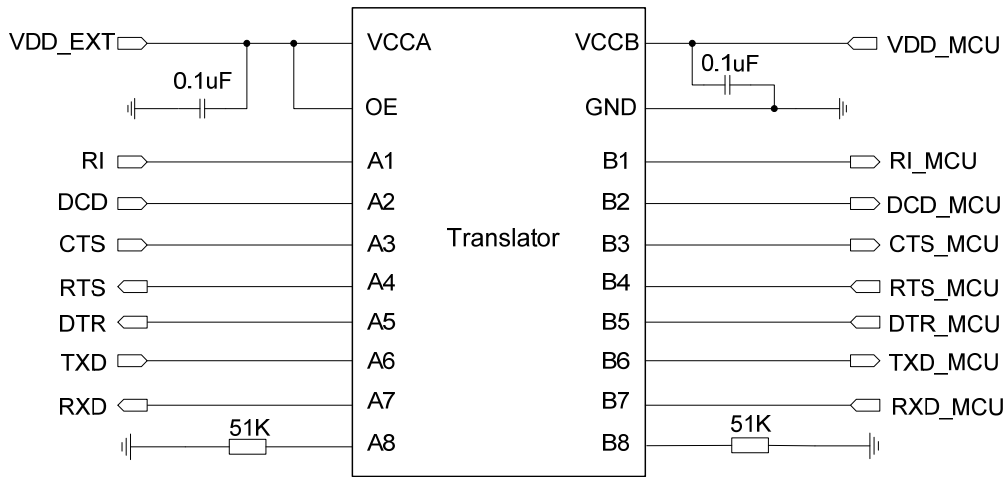 VDD_EXT VCCA VCCB VDD_MCU
0.1uF 0.1uF
OE GND
RI A1 B1 RI_MCU
DCD A2 B2 DCD_MCU
CTS A3 Translator B3 CTS_MCU
RTS A4 B4 RTS_MCU
DTR A5 B5 DTR_MCU
TXD A6 B6 TXD_MCU
RXD A7 B7 RXD_MCU
51K A8 B8 51K